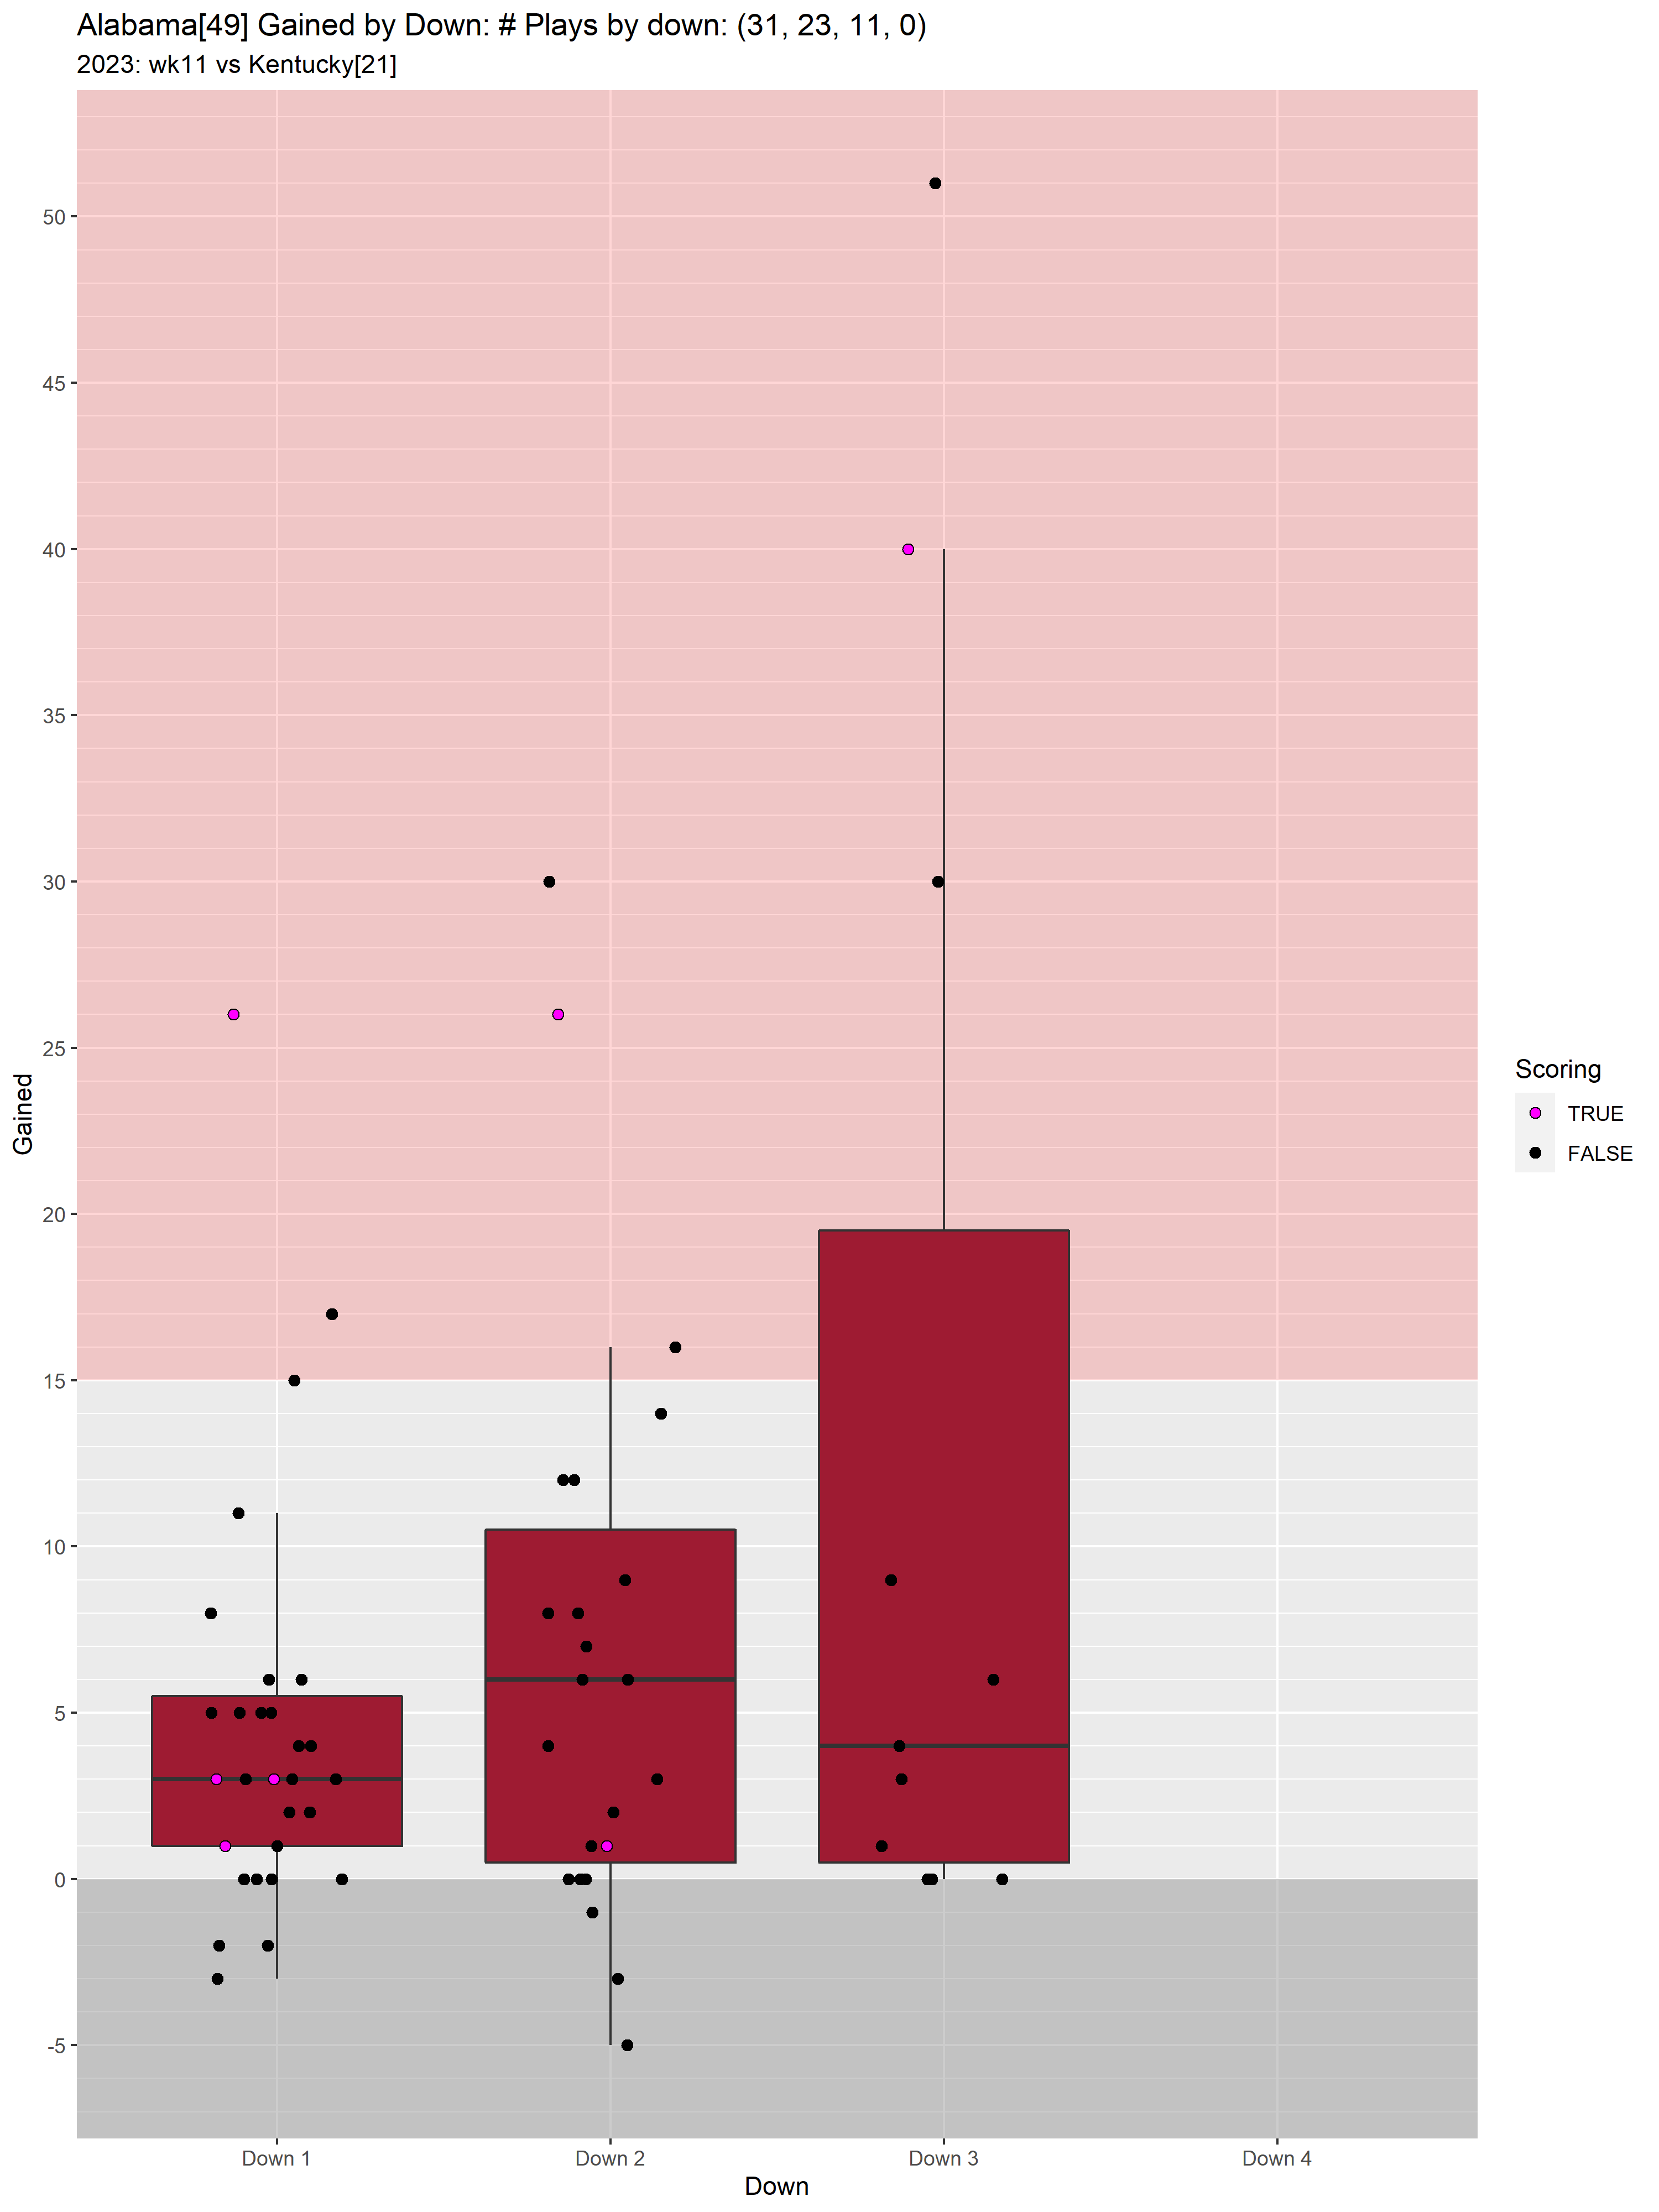 Alabama[49] Gained by Down: # Plays by down: (31, 23, 11, 0)
2023: wk11 vs Kentucky[21]
50
45
40
35
30
25
20
15
10
5
0
-5
Gained
Down 1
Down 2
Down 3
Down 4
Down
Scoring
TRUE
FALSE